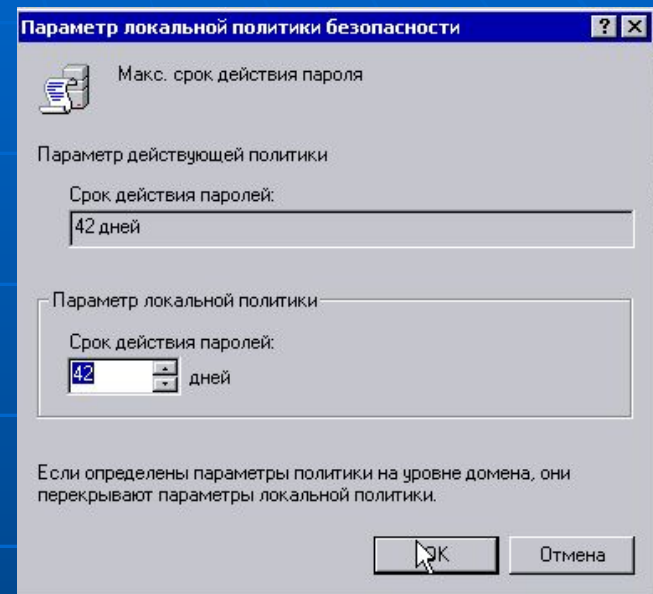 Параметр локальной политики безопасности
Макс. срок действия пароля
Параметр действующей политики
Срок действия паролей:
42 дней
Параметр локальной политики
Срок действия паролей:
42 дней
Если определены параметры политики на уровне домена, они
перекрывают параметры локальной политики.
OK Отмена